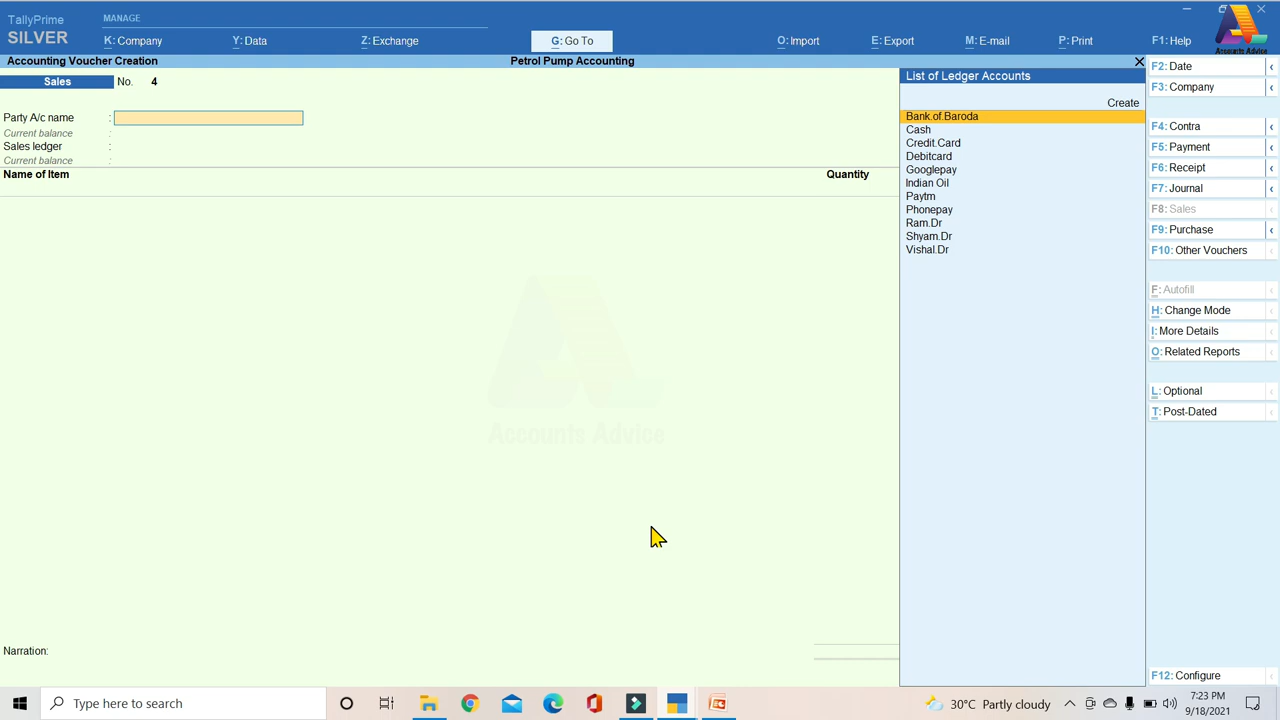 TallyPrime
SILVER
MANAGE
K: Company
Y: Data
Z: Exchange
G: Go To
O: Import
E: Export
M: E-mail
P: Print
F1: Help
Accounts Advice
Accounting Voucher Creation
Petrol Pump Accounting
Sales No. 4
Party A/c name :
Current balance :
Sales ledger :
Current balance :
Name of Item
Quantity
Accounts Advice
Narration:
List of Ledger Accounts
Create
Bank.of.Baroda
Cash
Credit.Card
Debitcard
Googlepay
Indian Oil
Paytm
Phonepay
Ram.Dr
Shyam.Dr
Vishal.Dr
F2: Date
F3: Company
F4: Contra
F5: Payment
F6: Receipt
F7: Journal
F8: Sales
F9: Purchase
F10: Other Vouchers
F: Autofill
H: Change Mode
I: More Details
O: Related Reports
L: Optional
T: Post-Dated
F12: Configure
Type here to search
30°C Partly cloudy
7:23 PM
9/18/2021